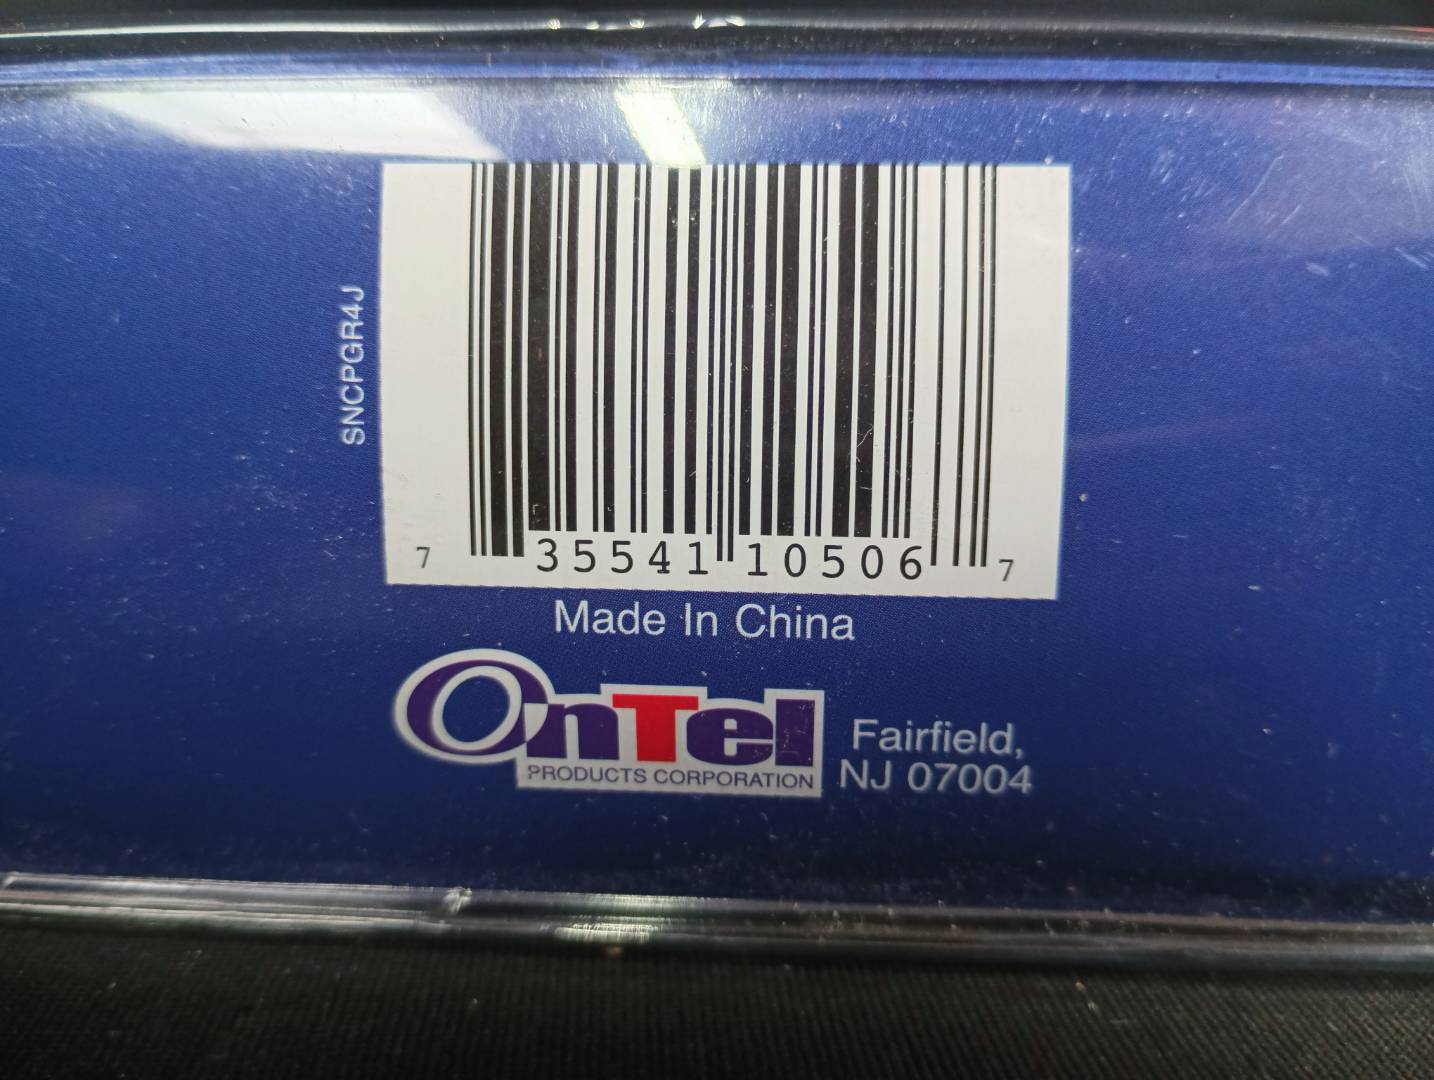 SNCPGR4J
7 35541 10506 7
Made In China
OnTel
PRODUCTS CORPORATION
Fairfield,
NJ 07004